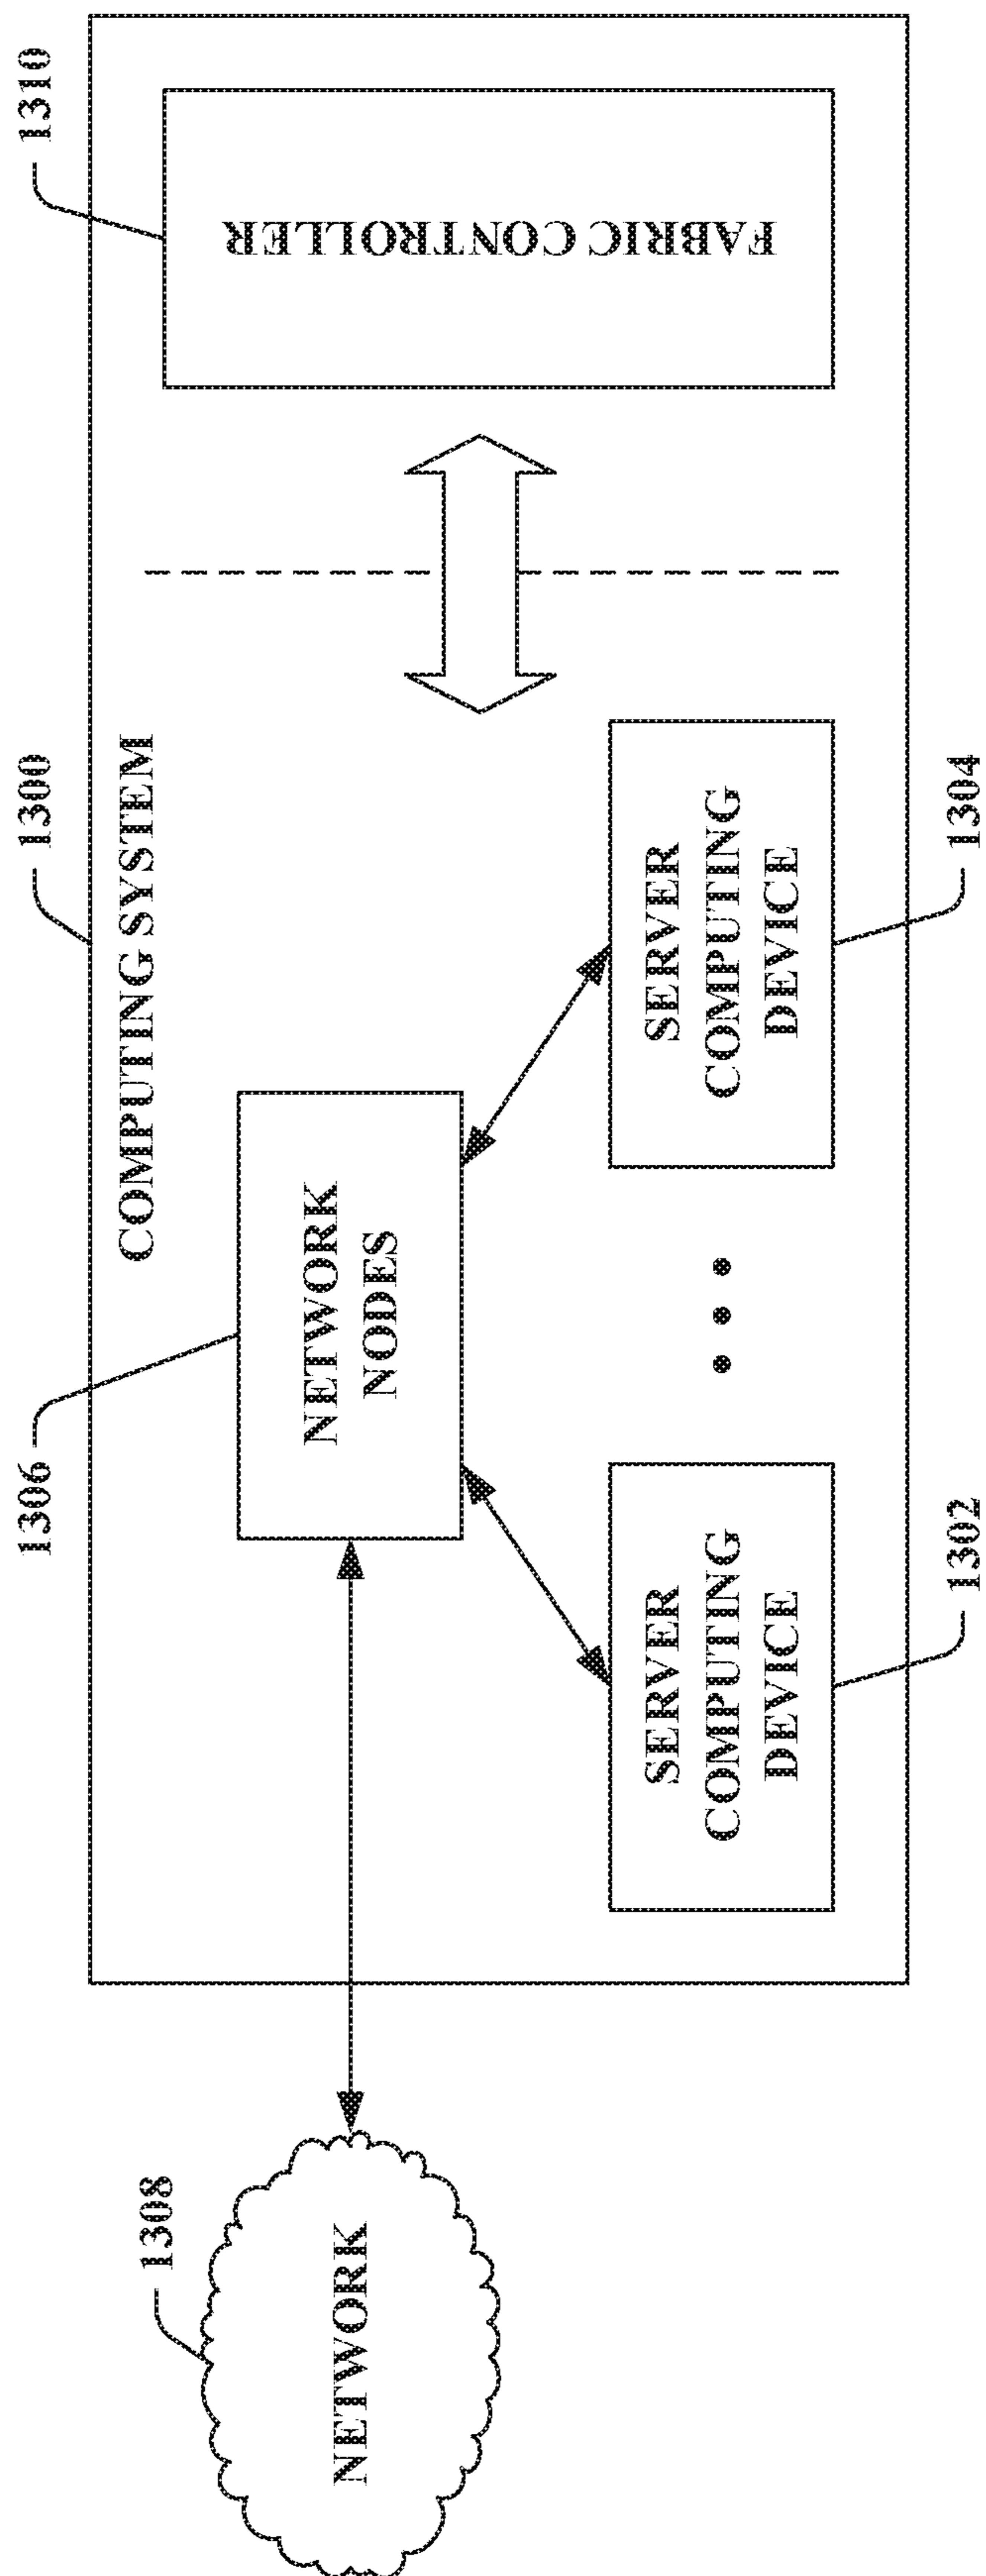 1300
COMPUTING SYSTEM
1306
NETWORK
NODES
1310
FABRIC CONTROLLER
1308
NETWORK
SERVER
COMPUTING
DEVICE
1302
SERVER
COMPUTING
DEVICE
1304